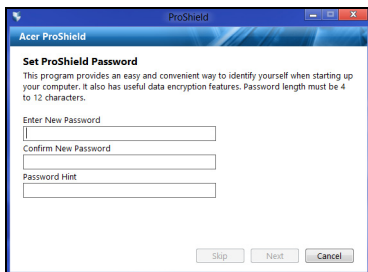 ProShield
Acer ProShield
Set ProShield Password
This program provides an easy and convenient way to identify yourself when starting up
your computer. It also has useful data encryption features. Password length must be 4
to 12 characters.
Enter New Password
Confirm New Password
Password Hint
Skip Next Cancel